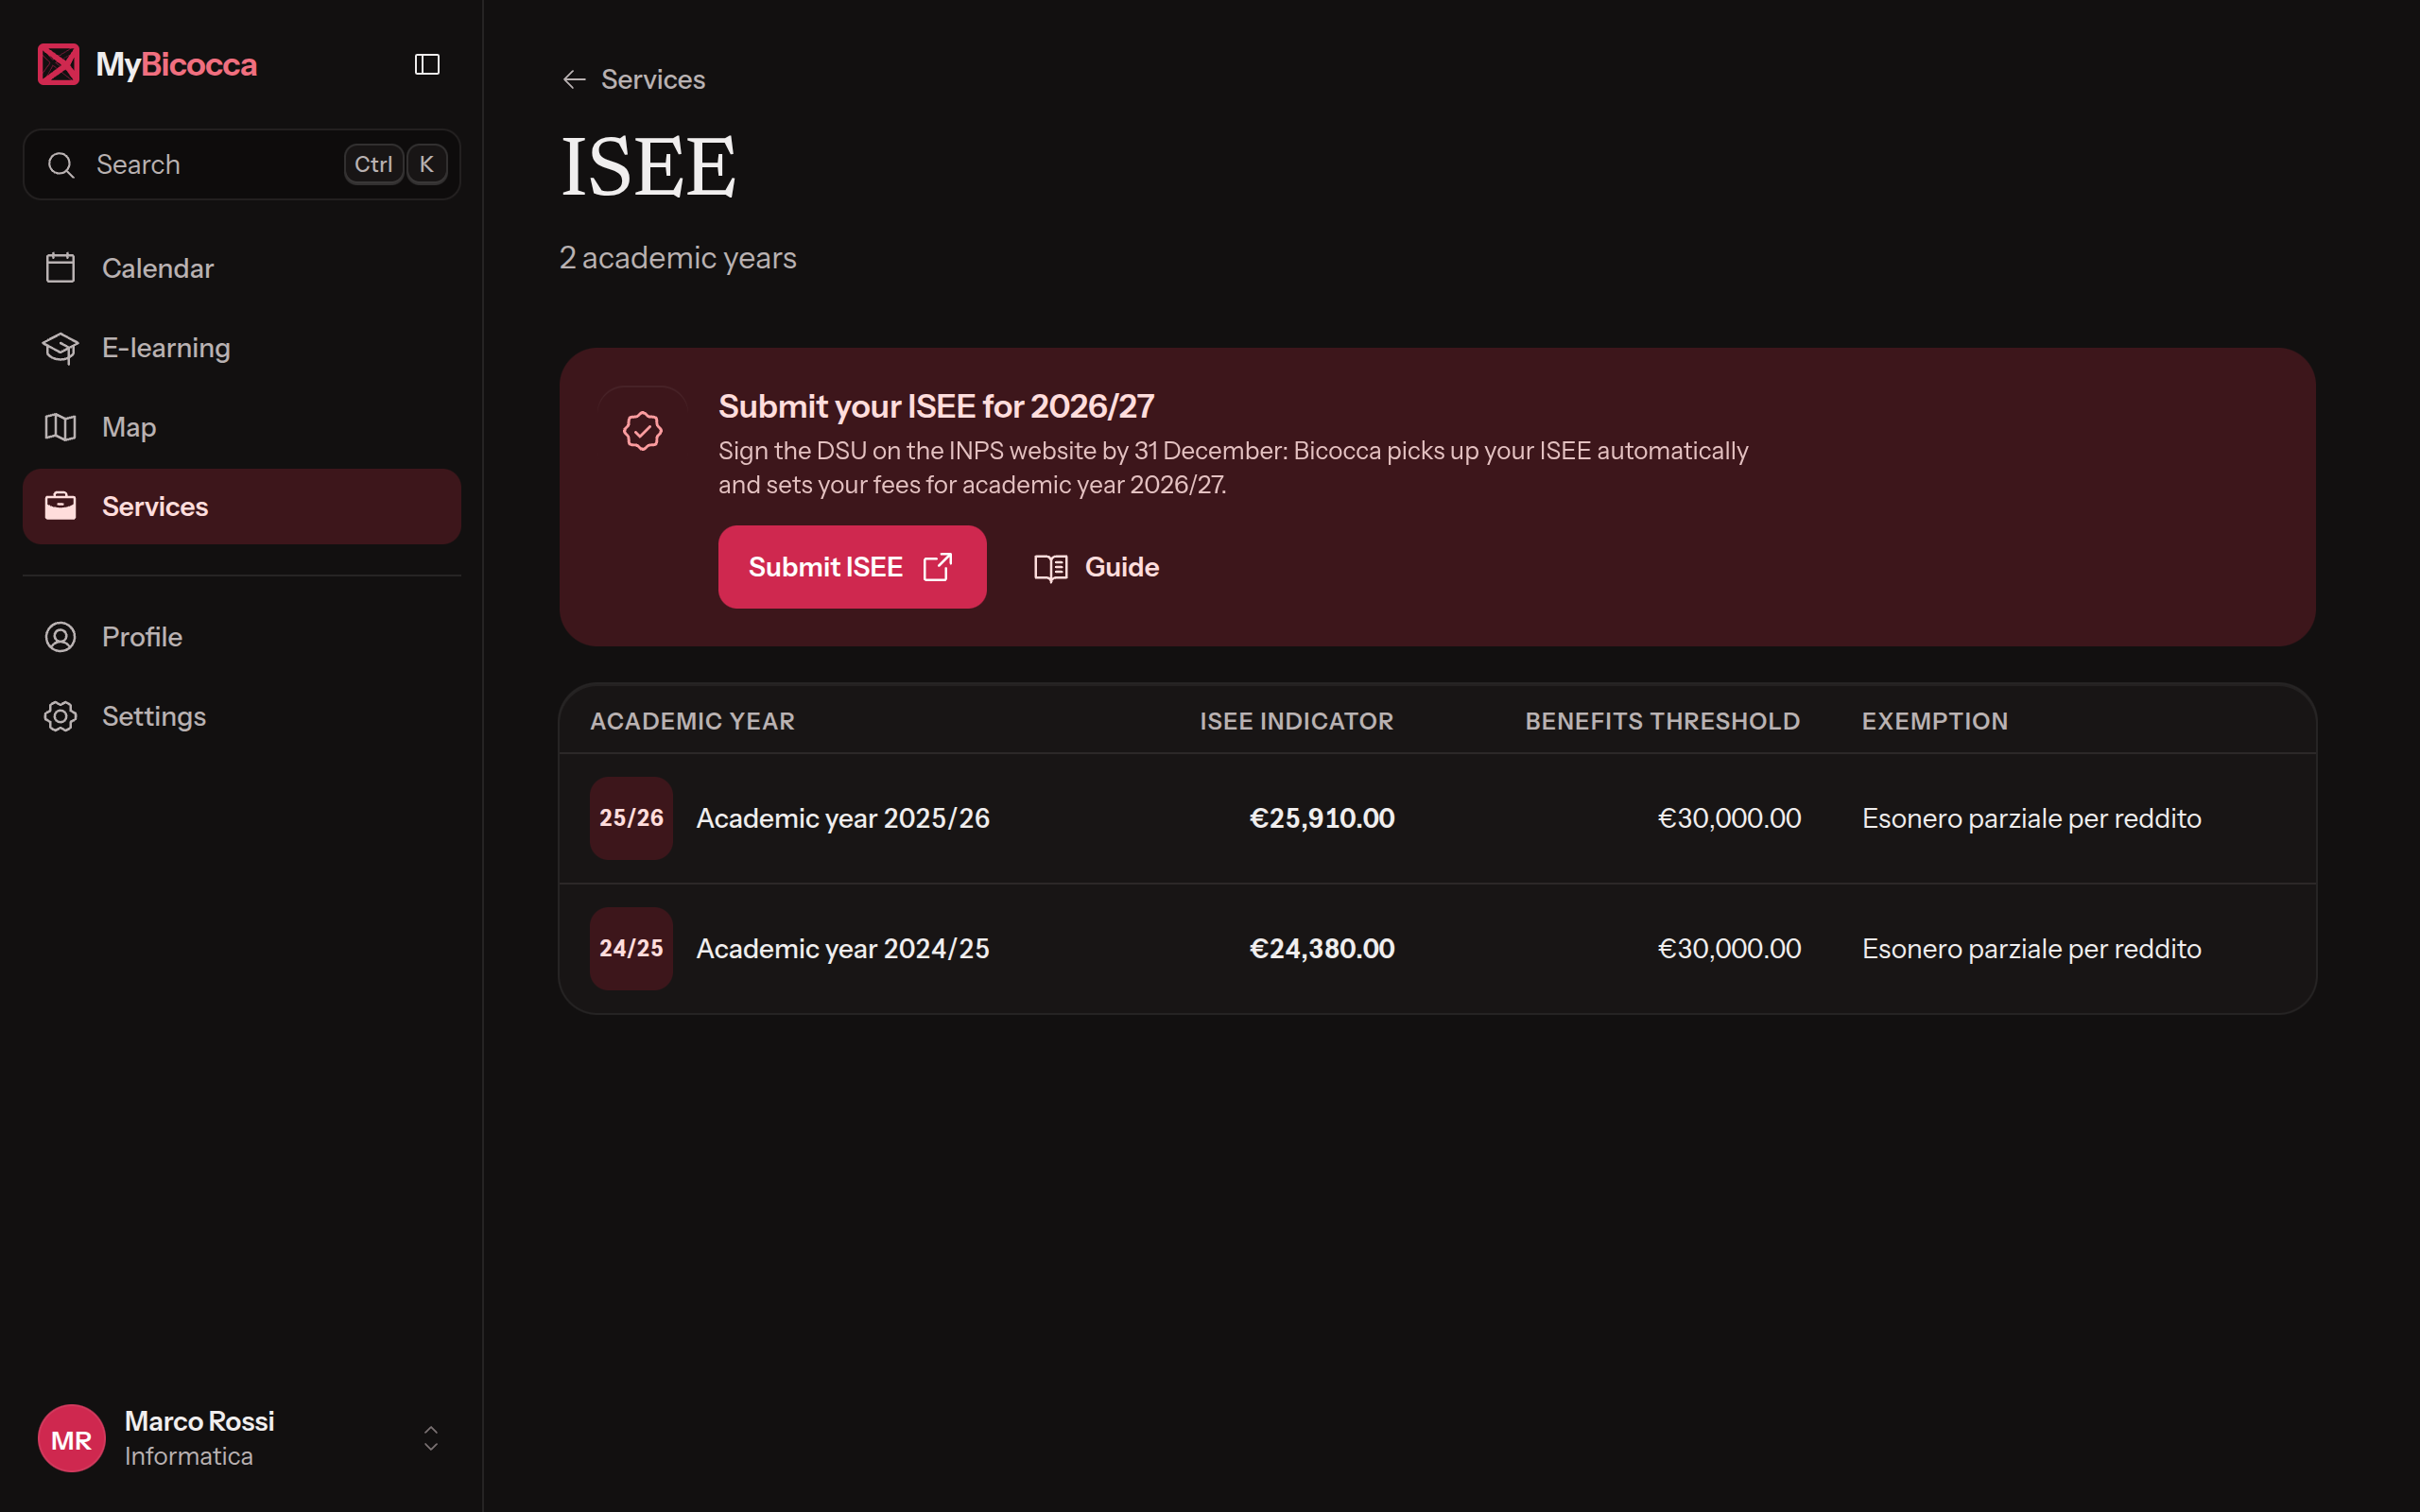 MyBicocca
Search Ctrl K
Calendar
E-learning
Map
Services
Profile
Settings
MR
Marco Rossi
Informatica
Services
ISEE
2 academic years
Submit your ISEE for 2026/27
Sign the DSU on the INPS website by 31 December: Bicocca picks up your ISEE automatically
and sets your fees for academic year 2026/27.
Submit ISEE Guide
ACADEMIC YEAR ISEE INDICATOR BENEFITS THRESHOLD EXEMPTION
25/26 Academic year 2025/26 €25,910.00 €30,000.00 Esonero parziale per reddito
24/25 Academic year 2024/25 €24,380.00 €30,000.00 Esonero parziale per reddito